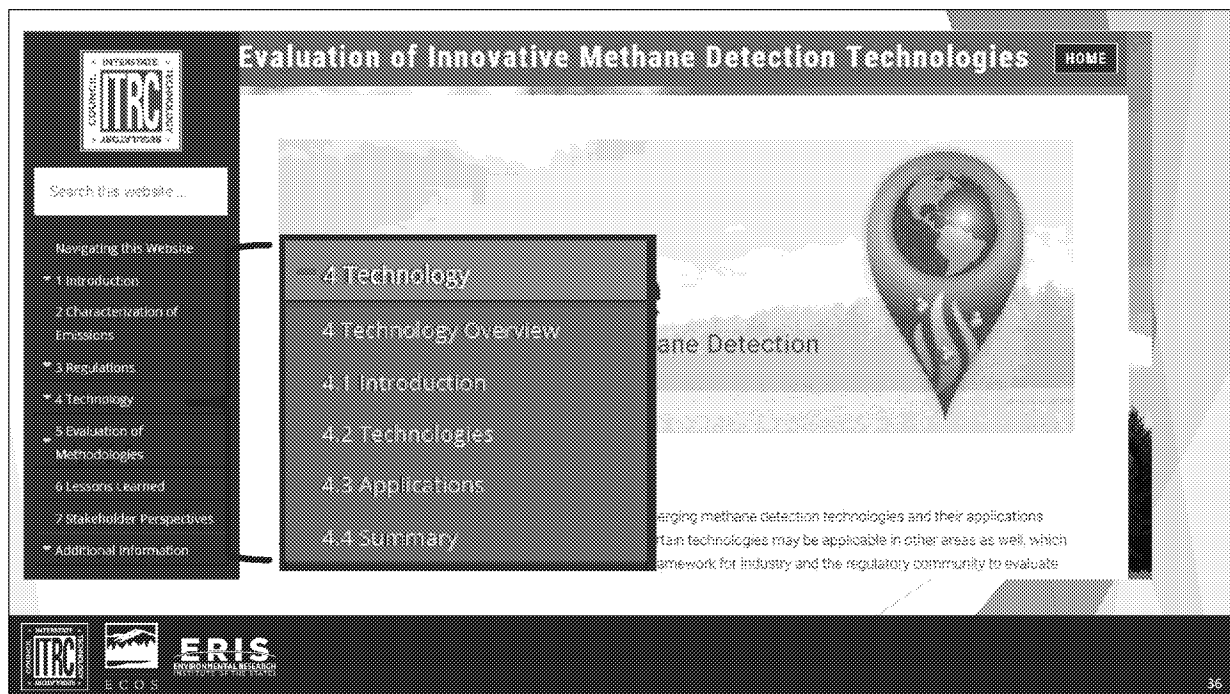 Evaluation of Innovative Methane Detection Technologies
HOME
INTERSTATE
COUNCIL
ITRC
TECHNOLOGY
REGULATORY
Search this website ...
Navigating this Website
1 Introduction
2 Characterization of
Emissions
3 Regulations
4 Technology
5 Evaluation of
Methodologies
6 Lessons Learned
7 Stakeholder Perspectives
Additional Information
4 Technology
4 Technology Overview
4.1 Introduction
4.2 Technologies
4.3 Applications
4.4 Summary
ane Detection
erging methane detection technologies and their applications
rtain technologies may be applicable in other areas as well, which
amework for industry and the regulatory community to evaluate
INTERSTATE
COUNCIL
ITRC
TECHNOLOGY
REGULATORY
ECOS
ERIS
ENVIRONMENTAL RESEARCH
INSTITUTE OF THE STATES
36